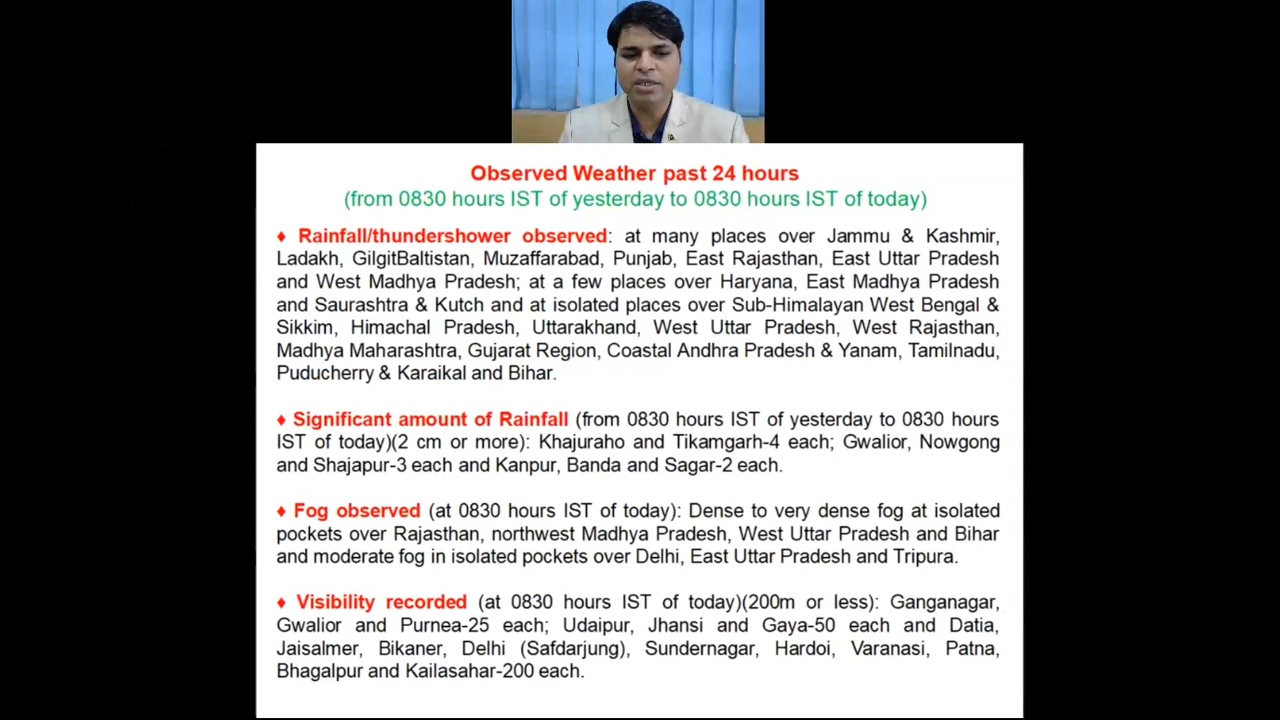 Observed Weather past 24 hours
(from 0830 hours IST of yesterday to 0830 hours IST of today)
♦ Rainfall/thundershower observed: at many places over Jammu & Kashmir,
Ladakh, GilgitBaltistan, Muzaffarabad, Punjab, East Rajasthan, East Uttar Pradesh
and West Madhya Pradesh; at a few places over Haryana, East Madhya Pradesh
and Saurashtra & Kutch and at isolated places over Sub-Himalayan West Bengal &
Sikkim, Himachal Pradesh, Uttarakhand, West Uttar Pradesh, West Rajasthan,
Madhya Maharashtra, Gujarat Region, Coastal Andhra Pradesh & Yanam, Tamilnadu,
Puducherry & Karaikal and Bihar.
♦ Significant amount of Rainfall (from 0830 hours IST of yesterday to 0830 hours
IST of today)(2 cm or more): Khajuraho and Tikamgarh-4 each; Gwalior, Nowgong
and Shajapur-3 each and Kanpur, Banda and Sagar-2 each.
♦ Fog observed (at 0830 hours IST of today): Dense to very dense fog at isolated
pockets over Rajasthan, northwest Madhya Pradesh, West Uttar Pradesh and Bihar
and moderate fog in isolated pockets over Delhi, East Uttar Pradesh and Tripura.
♦ Visibility recorded (at 0830 hours IST of today)(200m or less): Ganganagar,
Gwalior and Purnea-25 each; Udaipur, Jhansi and Gaya-50 each and Datia,
Jaisalmer, Bikaner, Delhi (Safdarjung), Sundernagar, Hardoi, Varanasi, Patna,
Bhagalpur and Kailasahar-200 each.